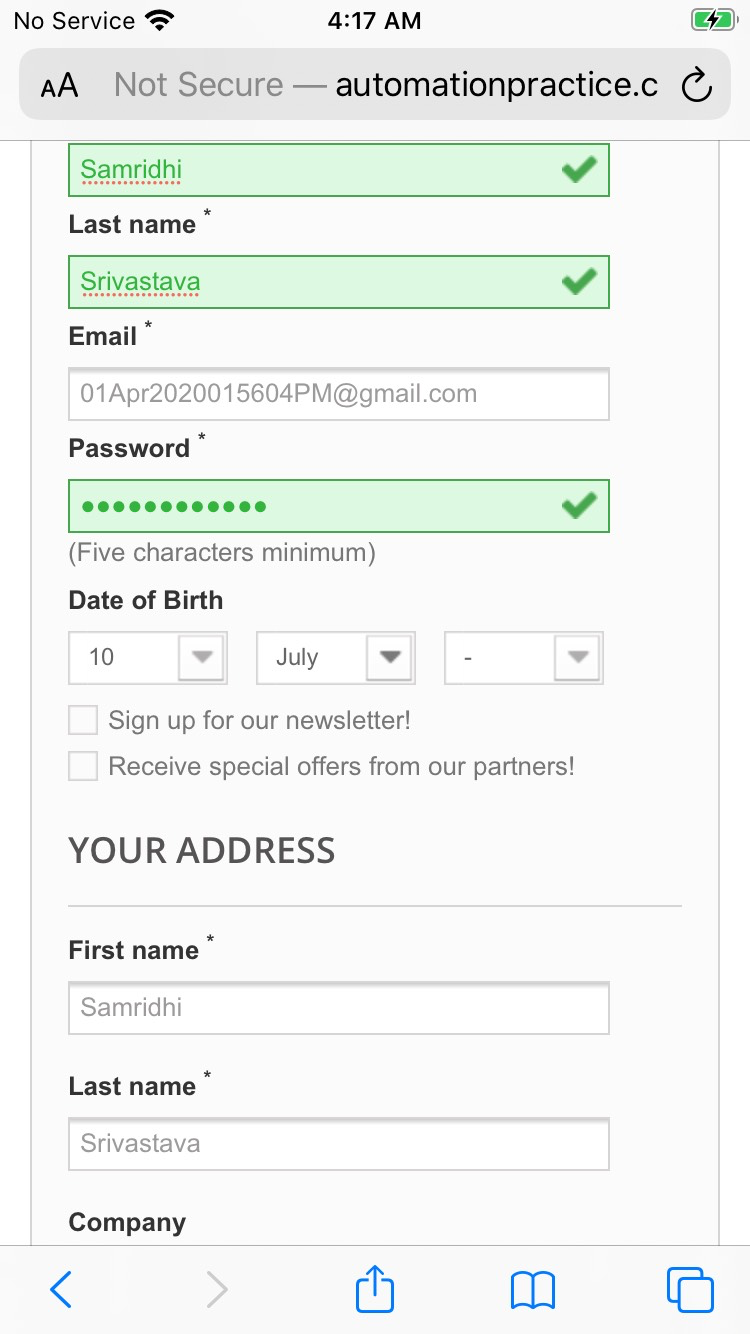 No Service 4:17 AM
AA Not Secure — automationpractice.c
Samridhi
Last name *
Srivastava
Email *
01Apr2020015604PM@gmail.com
Password *
••••••••••••
(Five characters minimum)
Date of Birth
10 July -
Sign up for our newsletter!
Receive special offers from our partners!
YOUR ADDRESS
First name *
Samridhi
Last name *
Srivastava
Company